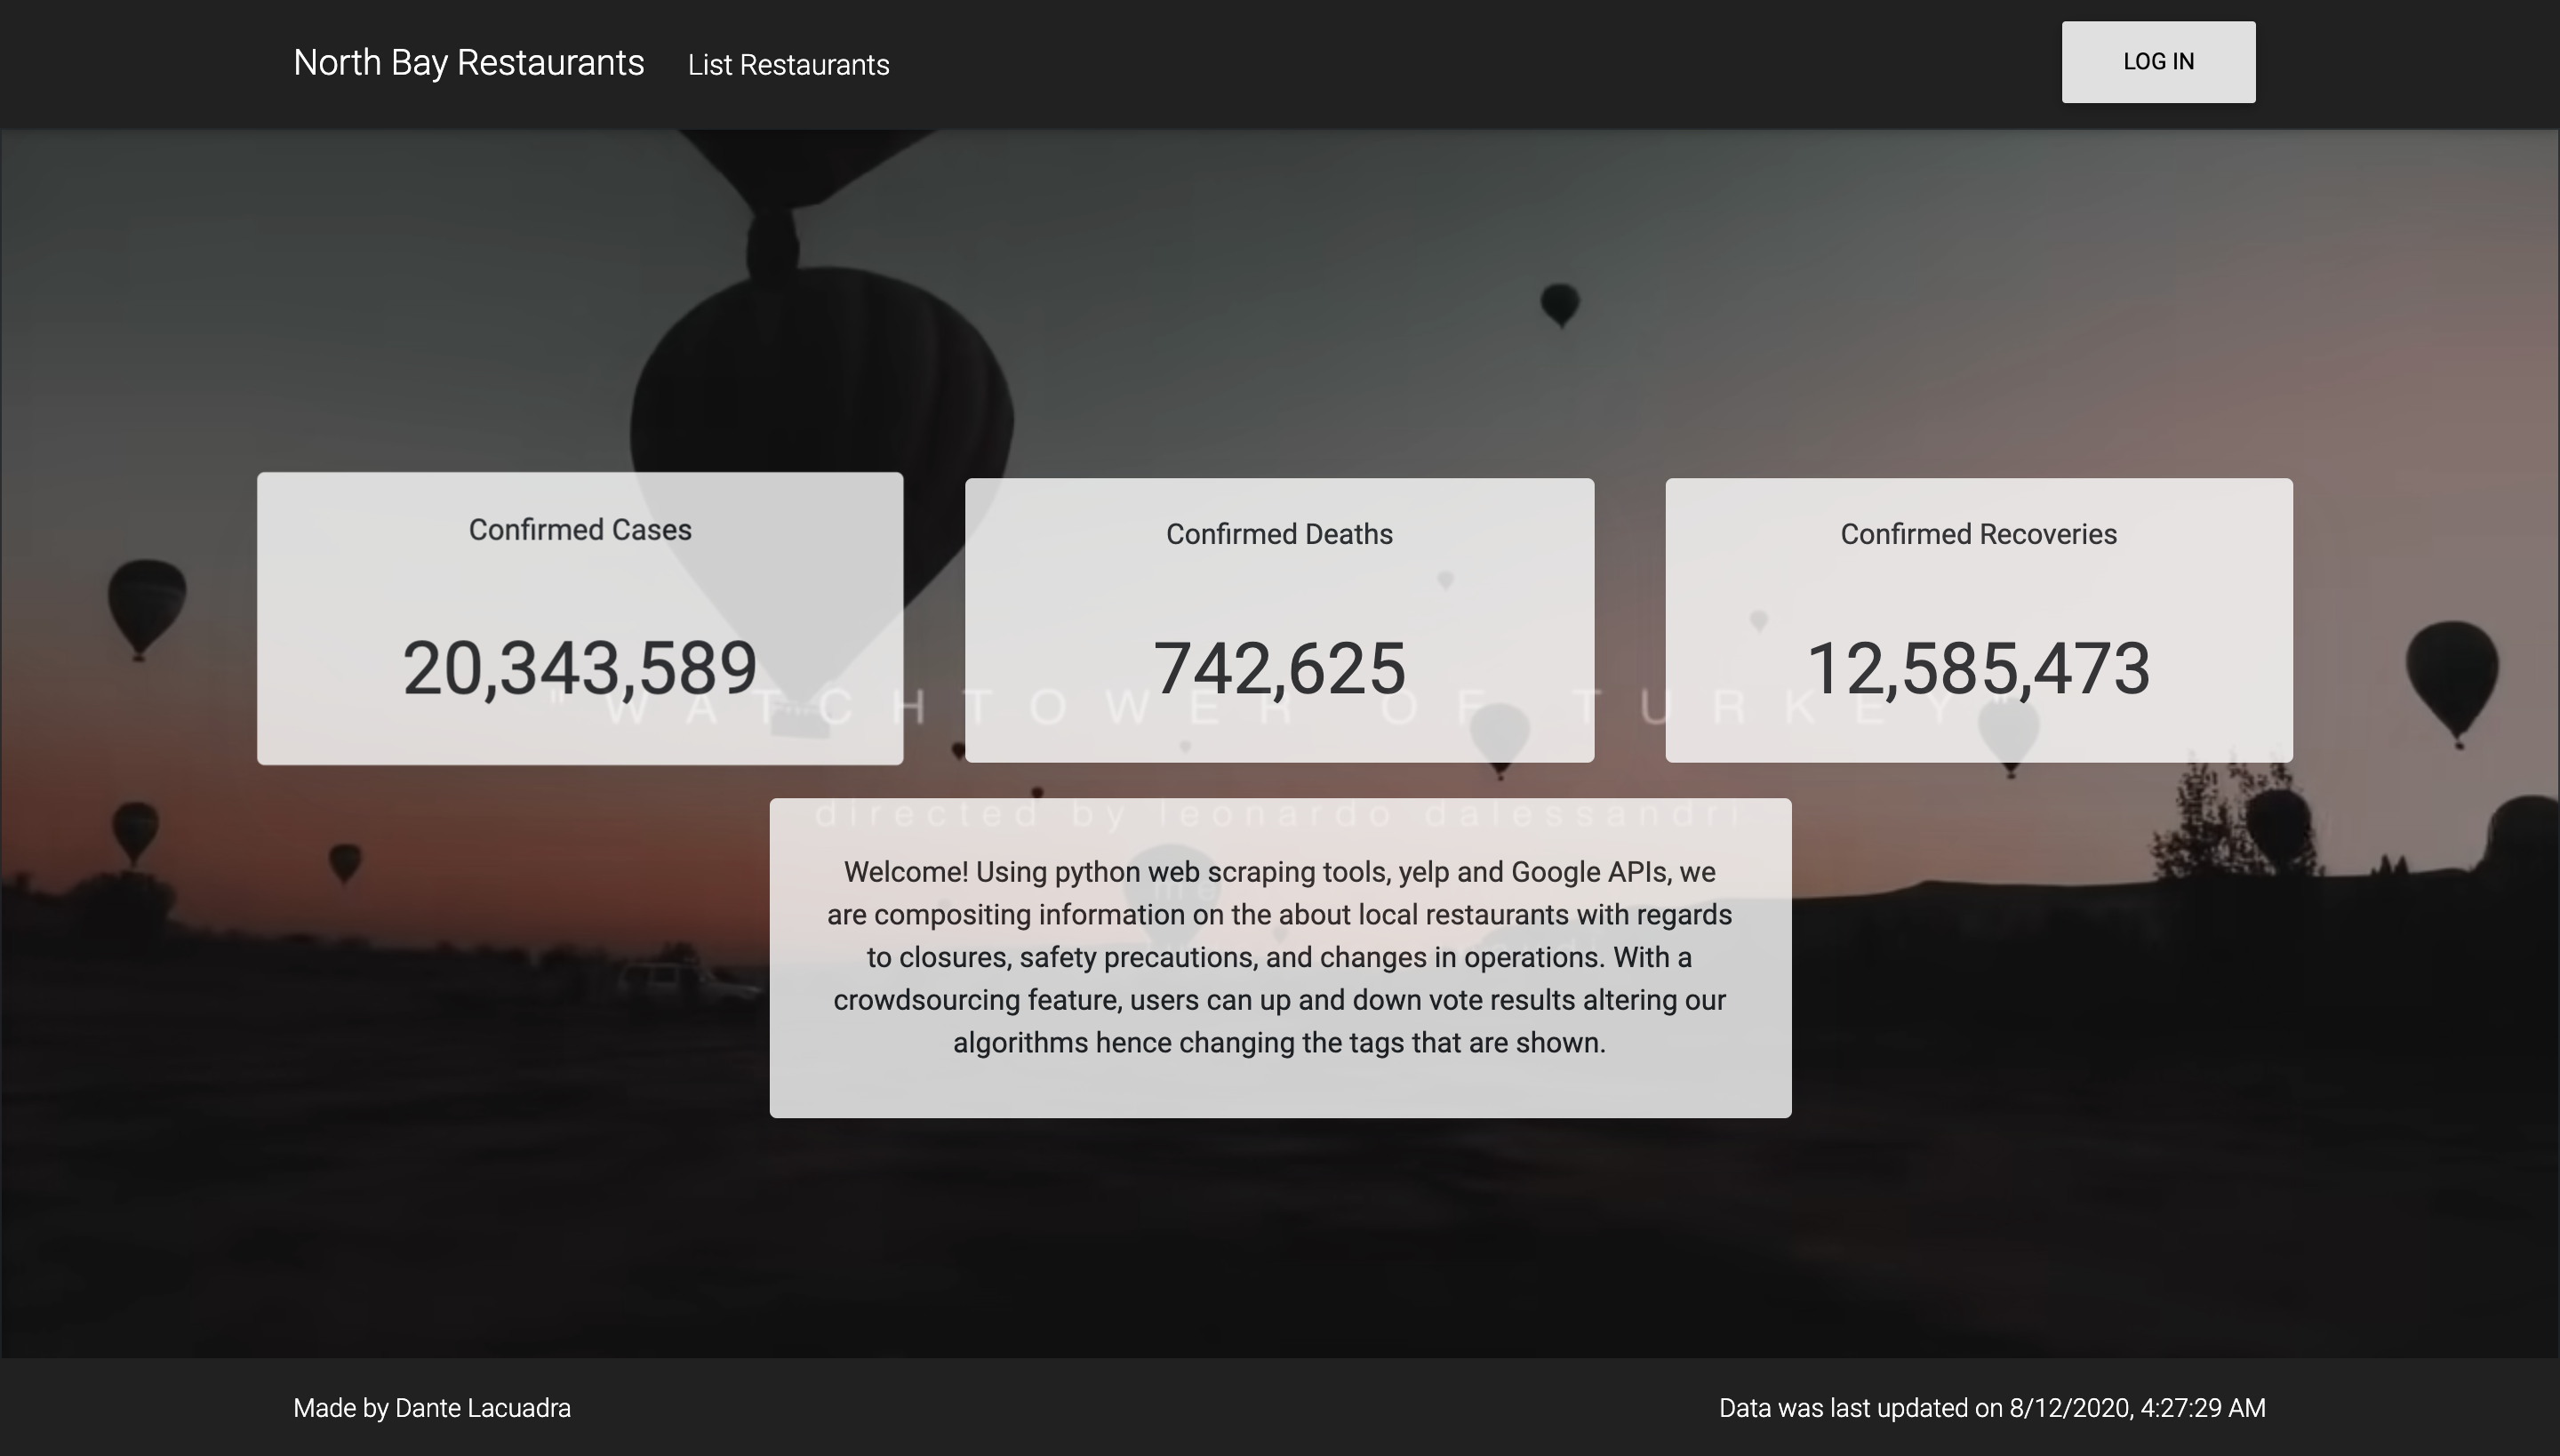 North Bay Restaurants List Restaurants LOG IN
Confirmed Cases
20,343,589
Confirmed Deaths
742,625
Confirmed Recoveries
12,585,473
"WATCHTOWER OF TURKEY"
directed by leonardo dalessandri
Welcome! Using python web scraping tools, yelp and Google APIs, we
are compositing information on the about local restaurants with regards
to closures, safety precautions, and changes in operations. With a
crowdsourcing feature, users can up and down vote results altering our
algorithms hence changing the tags that are shown.
Made by Dante Lacuadra
Data was last updated on 8/12/2020, 4:27:29 AM